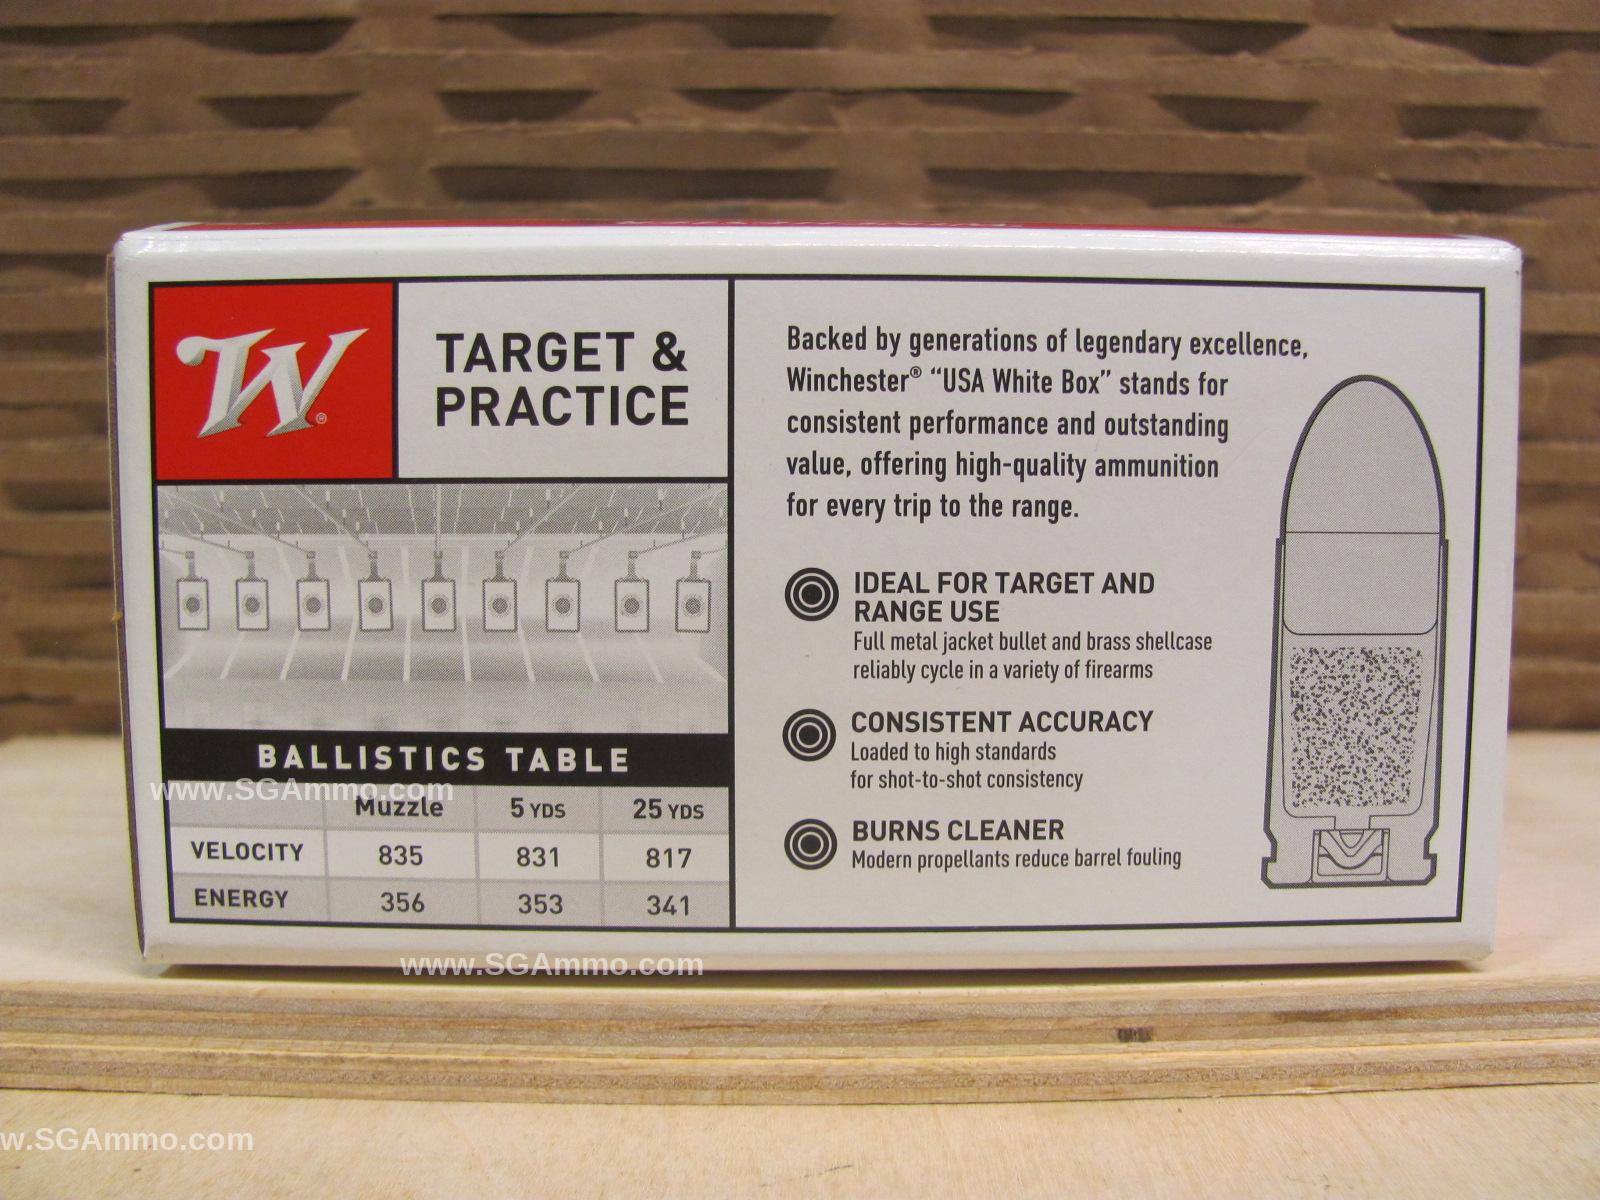 W®
TARGET &
PRACTICE
BALLISTICS TABLE
www.SGAmmo.com
Muzzle 5 YDS 25 YDS
VELOCITY 835 831 817
ENERGY 356 353 341
Backed by generations of legendary excellence,
Winchester® “USA White Box” stands for
consistent performance and outstanding
value, offering high-quality ammunition
for every trip to the range.
IDEAL FOR TARGET AND
RANGE USE
Full metal jacket bullet and brass shellcase
reliably cycle in a variety of firearms
CONSISTENT ACCURACY
Loaded to high standards
for shot-to-shot consistency
BURNS CLEANER
Modern propellants reduce barrel fouling
www.SGAmmo.com
w.SGAmmo.com